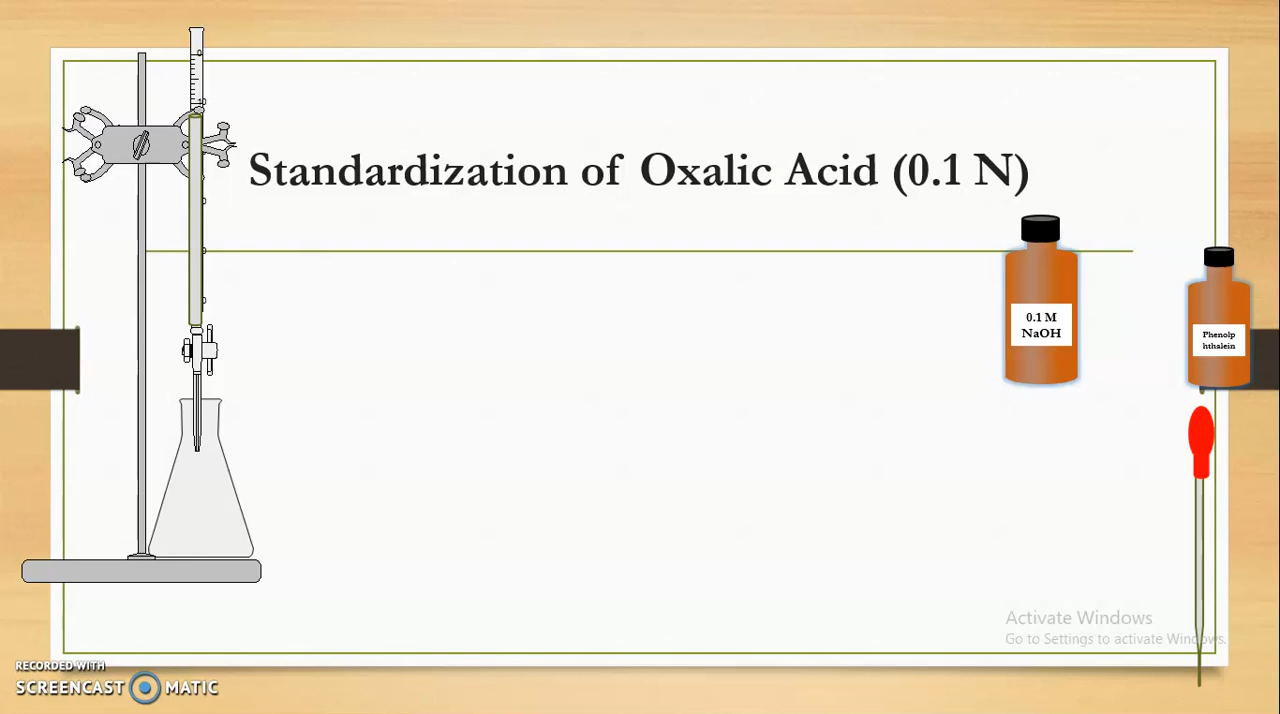 Standardization of Oxalic Acid (0.1 N)
0.1 M
NaOH
Phenolp
hthalein
Activate Windows
Go to Settings to activate Windows.
RECORDED WITH
SCREENCAST MATIC